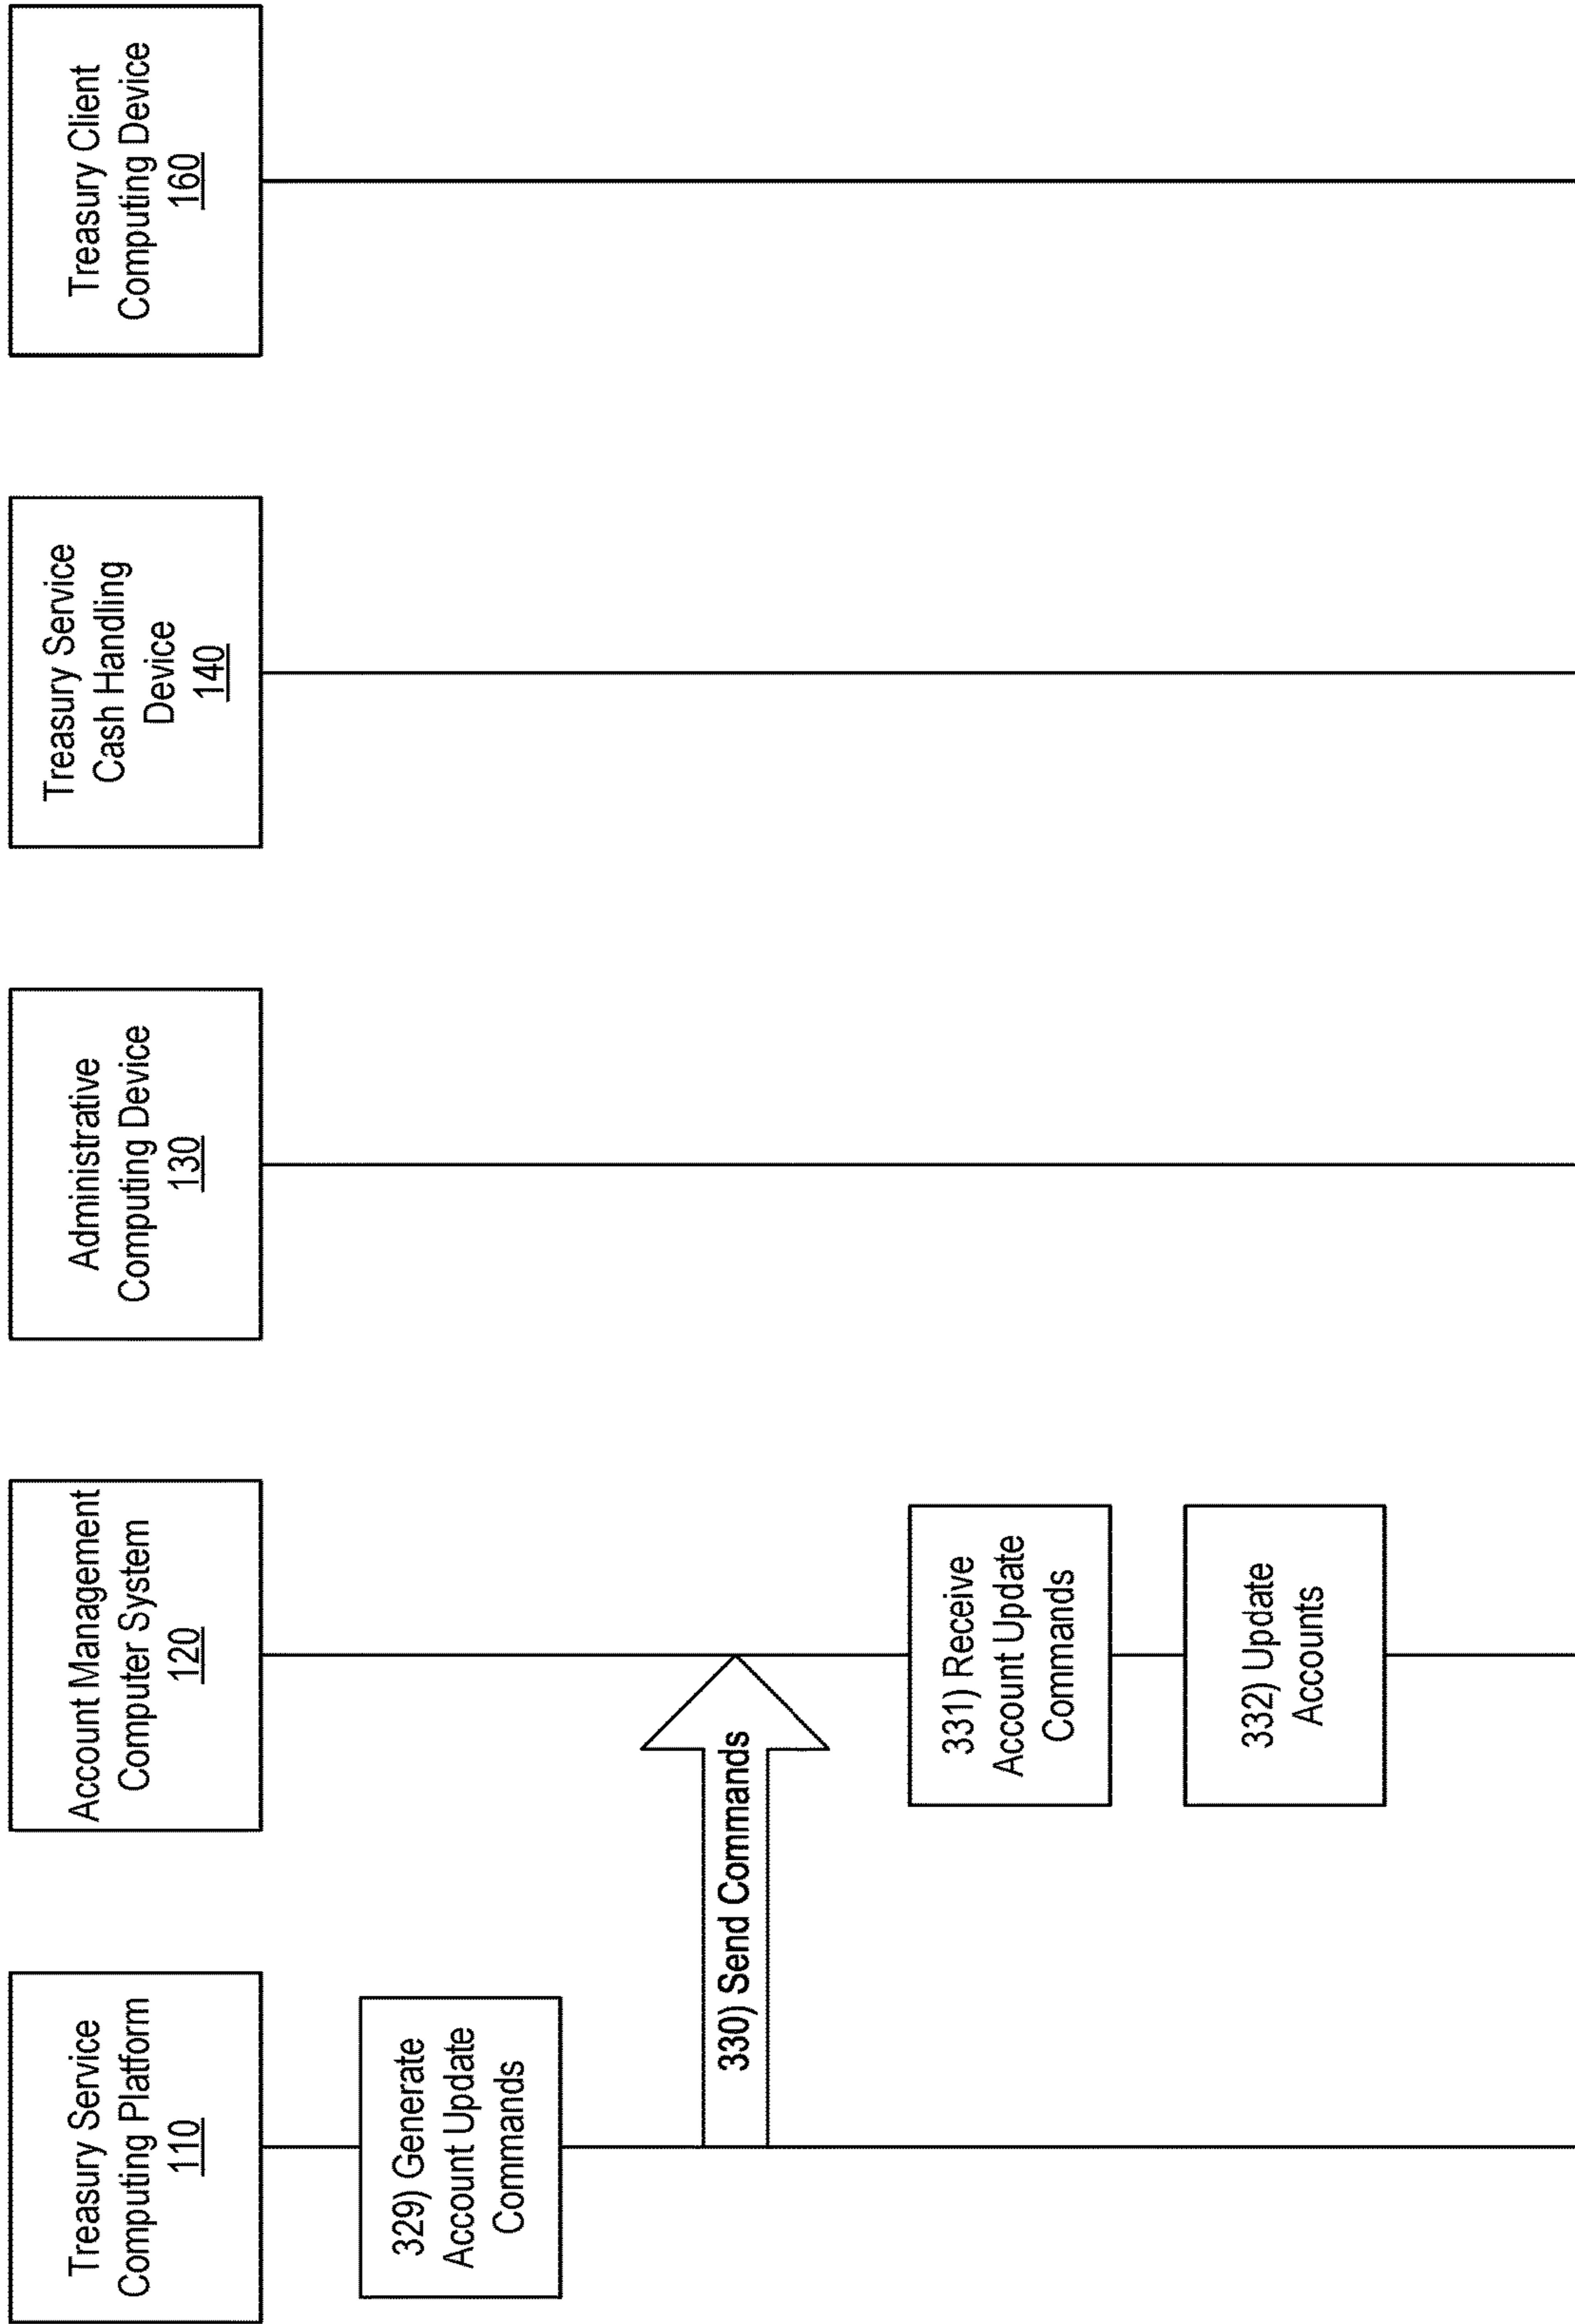 Treasury Service
Computing Platform
110
Account Management
Computer System
120
Administrative
Computing Device
130
Treasury Service
Cash Handling
Device
140
Treasury Client
Computing Device
160
329) Generate
Account Update
Commands
330) Send Commands
331) Receive
Account Update
Commands
332) Update
Accounts